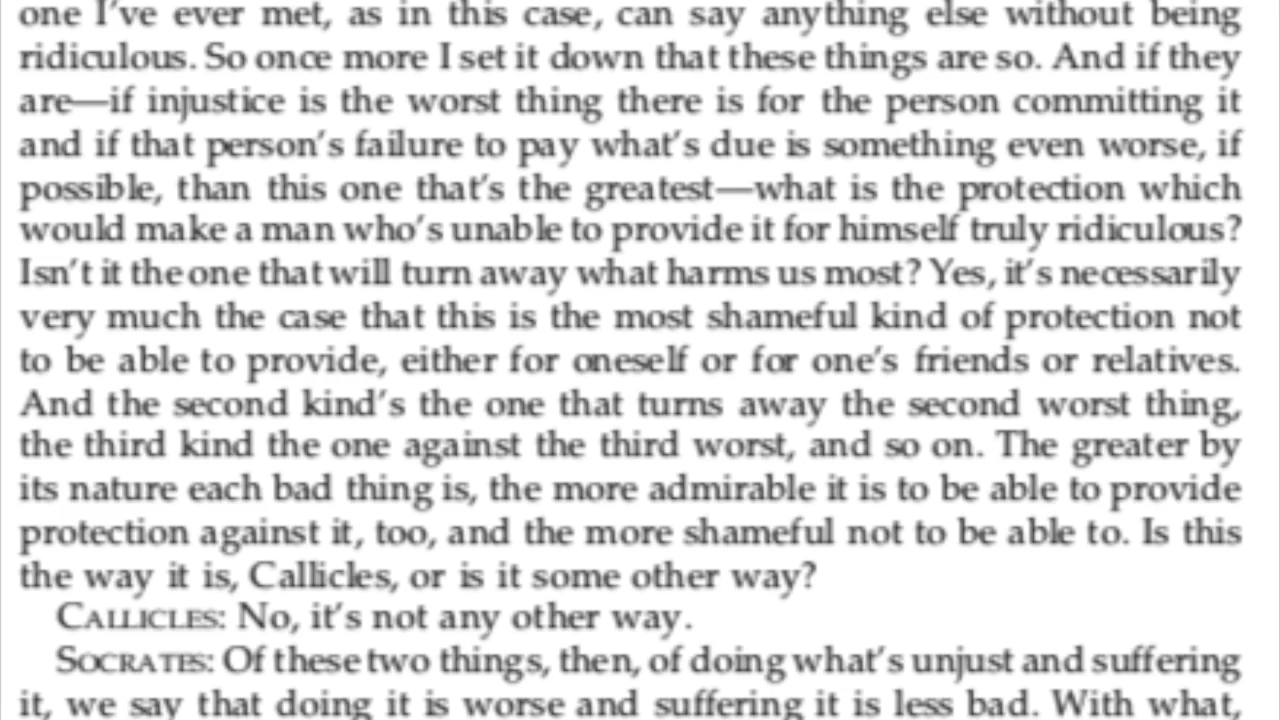 one I've ever met, as in this case, can say anything else without being
ridiculous. So once more I set it down that these things are so. And if they
are—if injustice is the worst thing there is for the person committing it
and if that person's failure to pay what's due is something even worse, if
possible, than this one that's the greatest—what is the protection which
would make a man who's unable to provide it for himself truly ridiculous?
Isn't it the one that will turn away what harms us most? Yes, it's necessarily
very much the case that this is the most shameful kind of protection not
to be able to provide, either for oneself or for one's friends or relatives.
And the second kind's the one that turns away the second worst thing,
the third kind the one against the third worst, and so on. The greater by
its nature each bad thing is, the more admirable it is to be able to provide
protection against it, too, and the more shameful not to be able to. Is this
the way it is, Callicles, or is it some other way?
CALLICLES: No, it's not any other way.
SOCRATES: Of these two things, then, of doing what's unjust and suffering
it, we say that doing it is worse and suffering it is less bad. With what,